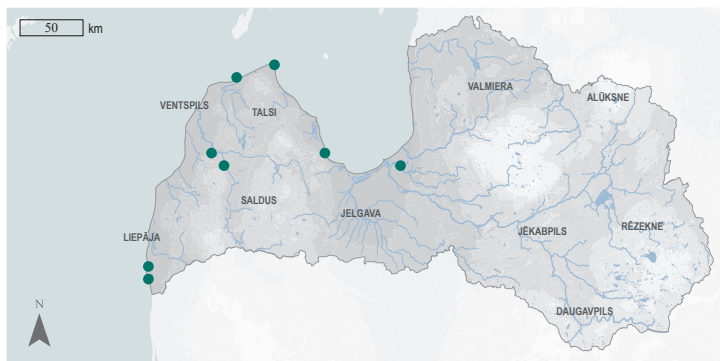 50 km
VALMIERA
ALŪKSNE
VENTSPILS
TALSI
SALDUS
JELGAVA
LIEPĀJA
JĒKABPILS
RĒZEKNE
N
DAUGAVPILS